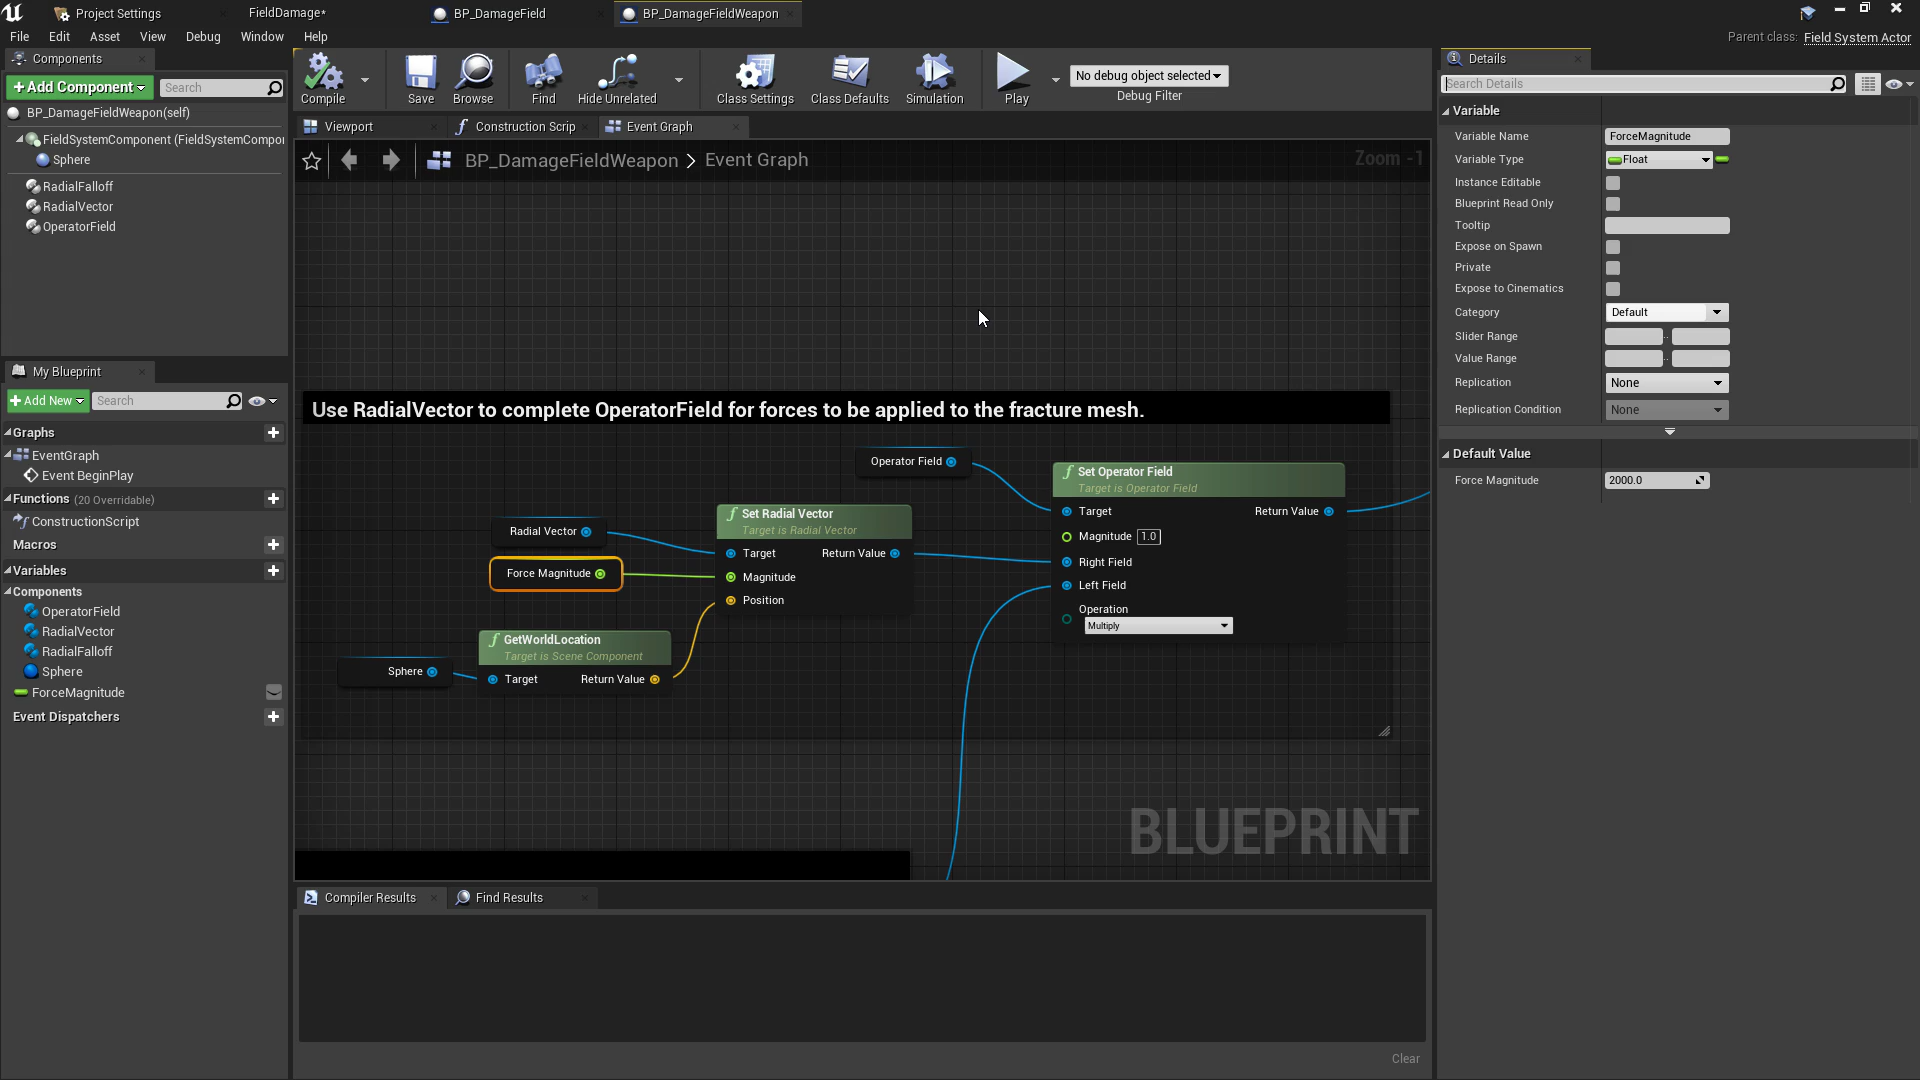 Project Settings
FieldDamage*
BP_DamageField
BP_DamageFieldWeapon
File
Edit
Asset
View
Debug
Window
Help
Parent class: Field System Actor
Components
+Add Component
Search
BP_DamageFieldWeapon(self)
FieldSystemComponent (FieldSystemCompor
Sphere
RadialFalloff
RadialVector
OperatorField
Compile
Save
Browse
Find
Hide Unrelated
Class Settings
Class Defaults
Simulation
Play
No debug object selected
Debug Filter
Viewport
Construction Scrip
Event Graph
BP_DamageFieldWeapon > Event Graph
Zoom -1
Use RadialVector to complete OperatorField for forces to be applied to the fracture mesh.
Operator Field
Set Operator Field
Target is Operator Field
Target
Return Value
Magnitude 1.0
Right Field
Left Field
Operation
Multiply
Radial Vector
Set Radial Vector
Target is Radial Vector
Target
Return Value
Force Magnitude
Magnitude
Position
GetWorldLocation
Target is Scene Component
Sphere
Target
Return Value
BLUEPRINT
My Blueprint
+Add New
Search
Graphs
EventGraph
Event BeginPlay
Functions (20 Overridable)
ConstructionScript
Macros
Variables
Components
OperatorField
RadialVector
RadialFalloff
Sphere
ForceMagnitude
Event Dispatchers
Compiler Results
Find Results
Clear
Details
Search Details
Variable
Variable Name
ForceMagnitude
Variable Type
Float
Instance Editable
Blueprint Read Only
Tooltip
Expose on Spawn
Private
Expose to Cinematics
Category
Default
Slider Range
Value Range
Replication
None
Replication Condition
None
Default Value
Force Magnitude
2000.0